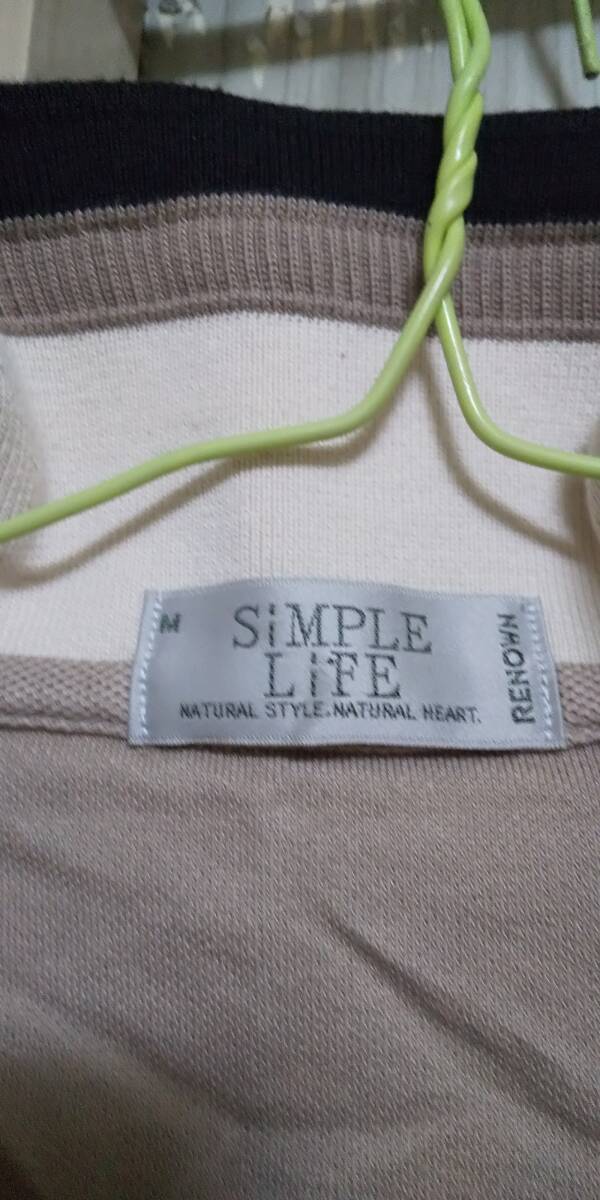 M
SiMPLE
LiFE
NATURAL STYLE.NATURAL HEART.
RENOWN